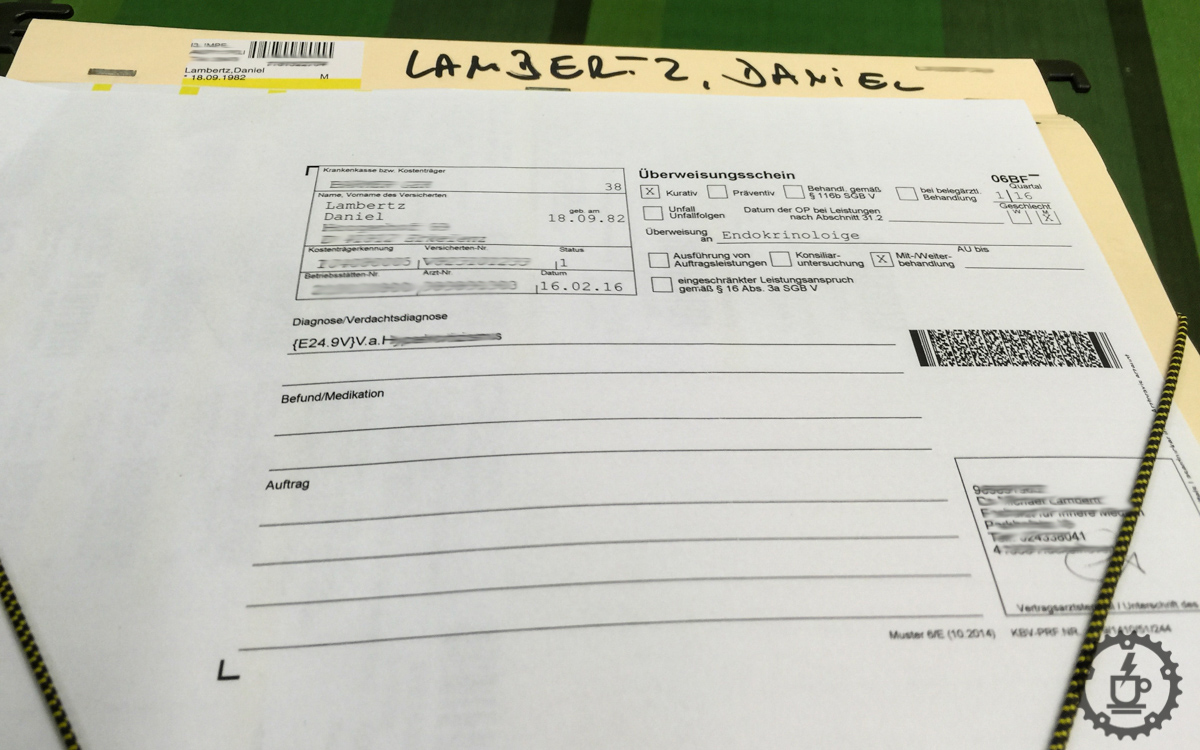 Lambertz,Daniel
* 18.09.1982 M
LAMBERTZ, DANIEL
Krankenkasse bzw. Kostenträger
38
Name, Vorname des Versicherten
Lambertz
Daniel
geb. am
18.09.82
Kostenträgerkennung Versicherten-Nr. Status
1
Betriebsstätten-Nr. Arzt-Nr. Datum
16.02.16
Überweisungsschein
06BF
Quartal
1 16
X Kurativ
Präventiv
Behandl. gemäß
§ 116b SGB V
bei belegärztl.
Behandlung
Geschlecht
W M
X
Unfall
Unfallfolgen
Datum der OP bei Leistungen
nach Abschnitt 31.2
Überweisung
an
Endokrinoloige
AU bis
Ausführung von
Auftragsleistungen
Konsiliar-
untersuchung
X Mit-/Weiter-
behandlung
eingeschränkter Leistungsanspruch
gemäß § 16 Abs. 3a SGB V
Diagnose/Verdachtsdiagnose
{E24.9V}V.a.
Befund/Medikation
Auftrag
Vertragsarztstempel / Unterschrift des
Muster 6/E (10.2014) KBV-PRF NR.